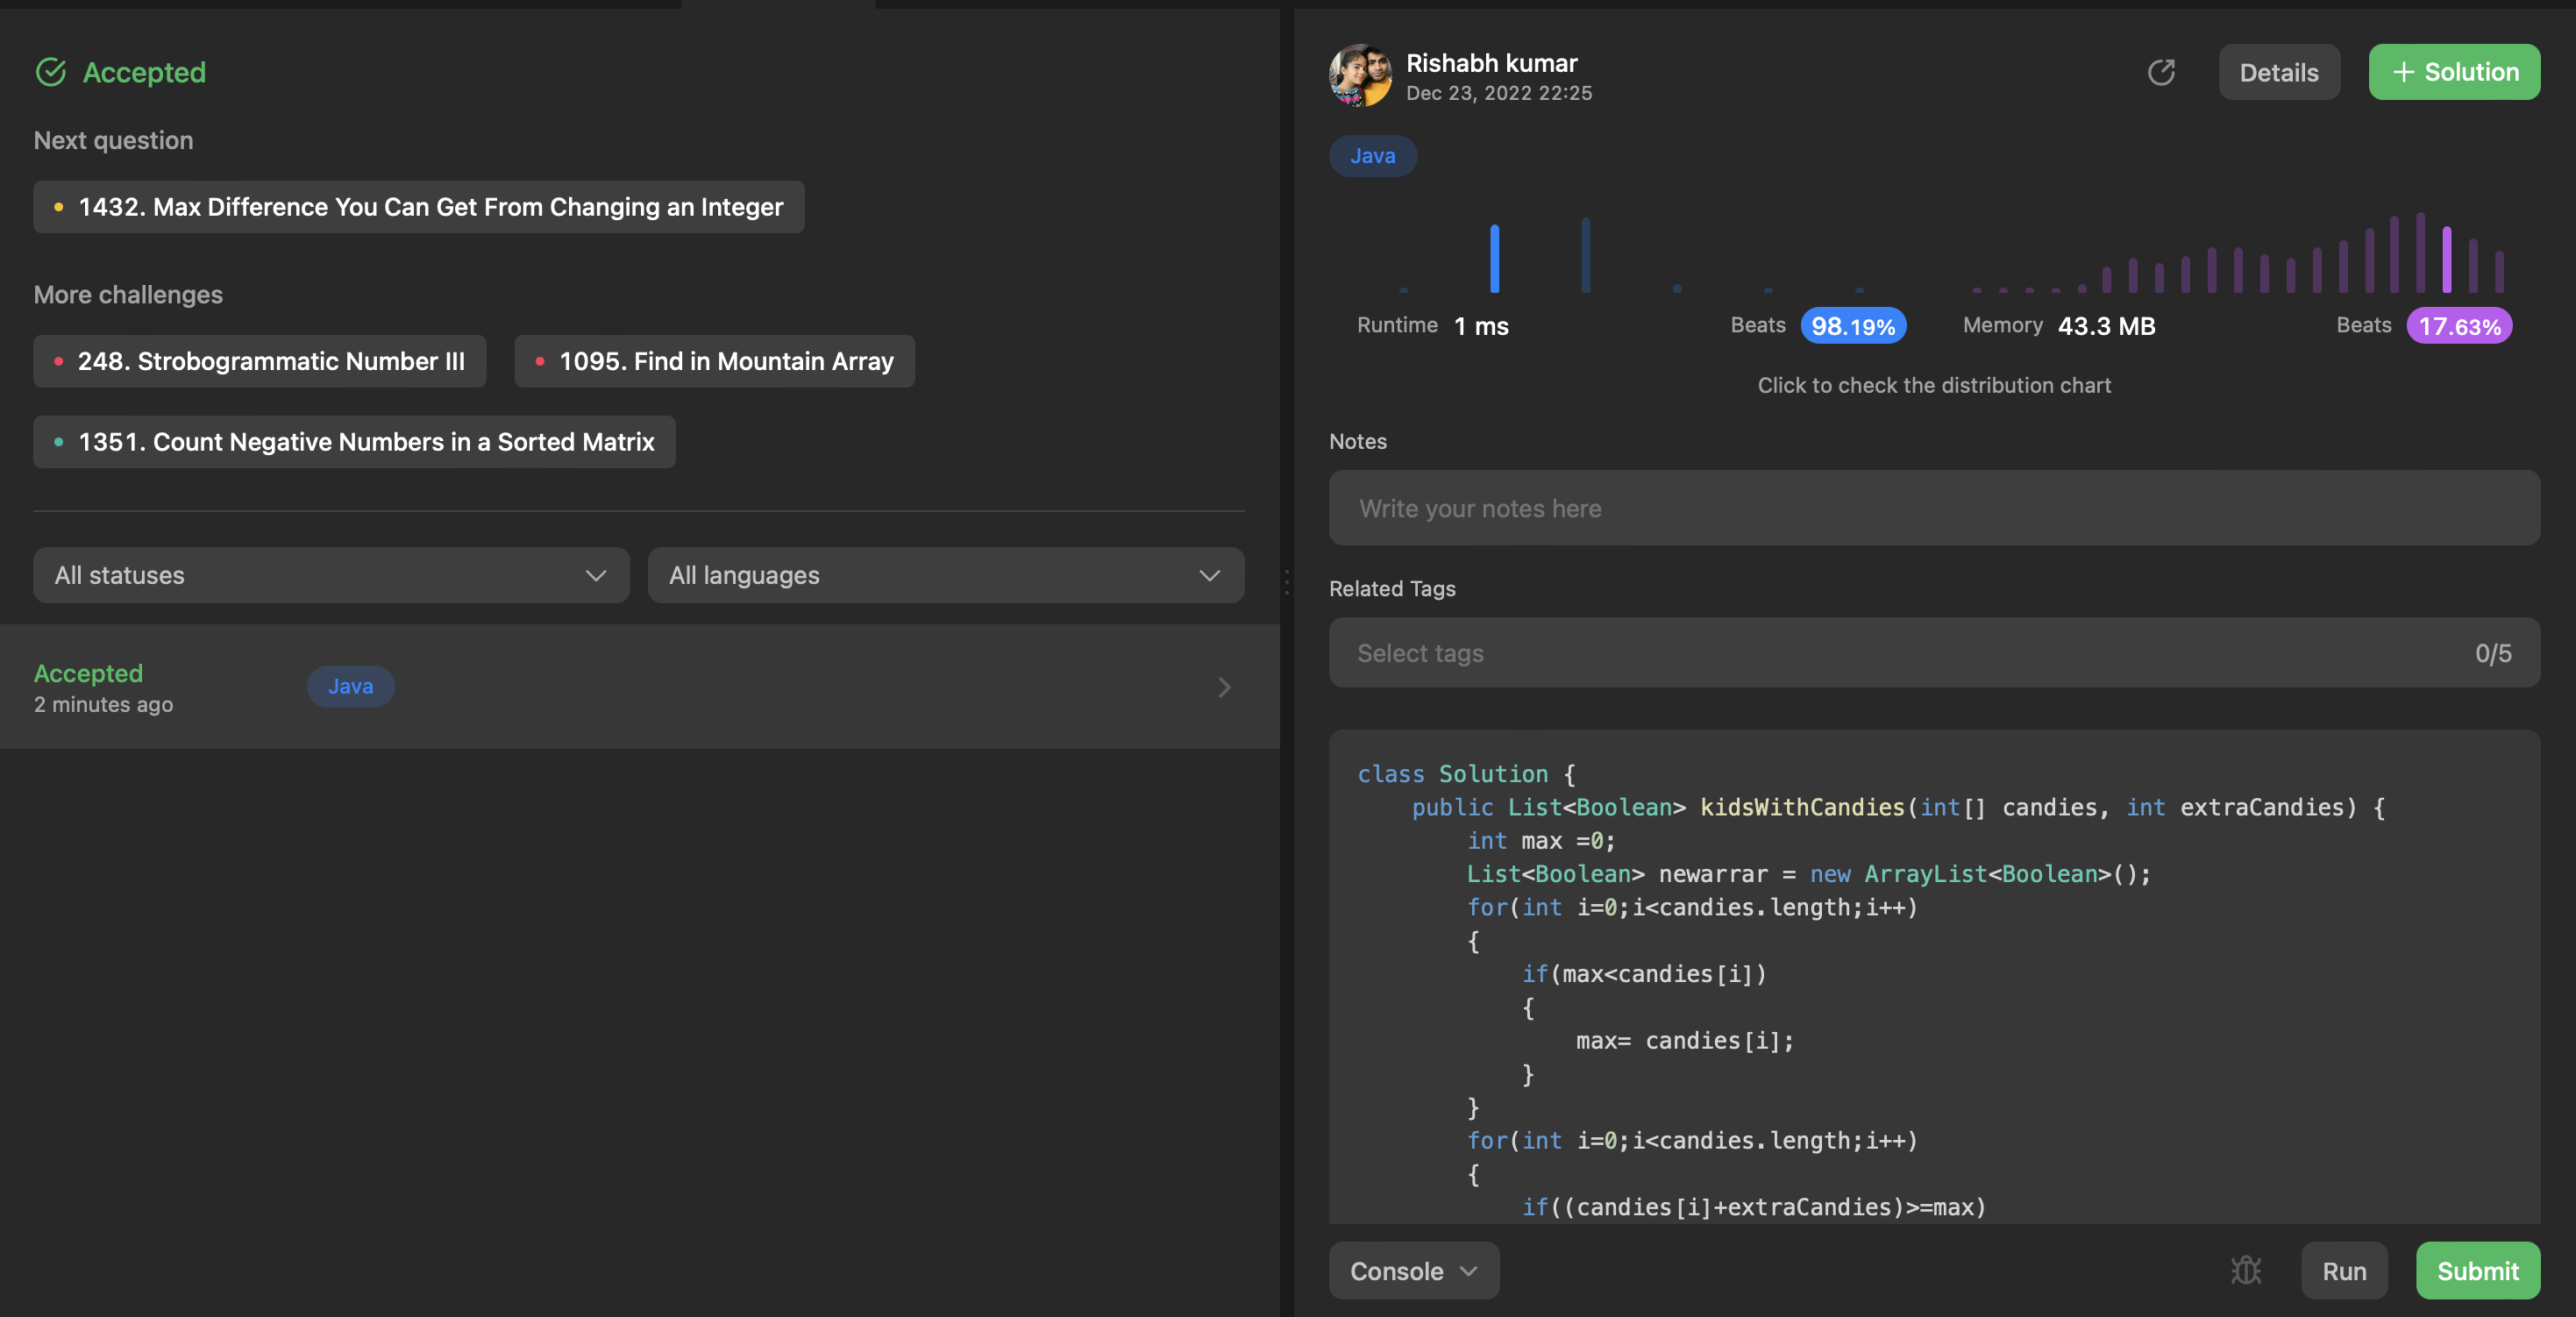 Accepted
Next question
1432. Max Difference You Can Get From Changing an Integer
More challenges
248. Strobogrammatic Number III
1095. Find in Mountain Array
1351. Count Negative Numbers in a Sorted Matrix
All statuses
All languages
Accepted
2 minutes ago
Java
Rishabh kumar
Dec 23, 2022 22:25
Details
+ Solution
Java
Runtime 1 ms
Beats 98.19%
Memory 43.3 MB
Beats 17.63%
Click to check the distribution chart
Notes
Write your notes here
Related Tags
Select tags
0/5
class Solution {
    public List<Boolean> kidsWithCandies(int[] candies, int extraCandies) {
        int max =0;
        List<Boolean> newarrar = new ArrayList<Boolean>();
        for(int i=0;i<candies.length;i++)
        {
            if(max<candies[i])
            {
                max= candies[i];
            }
        }
        for(int i=0;i<candies.length;i++)
        {
            if((candies[i]+extraCandies)>=max)
Console
Run
Submit